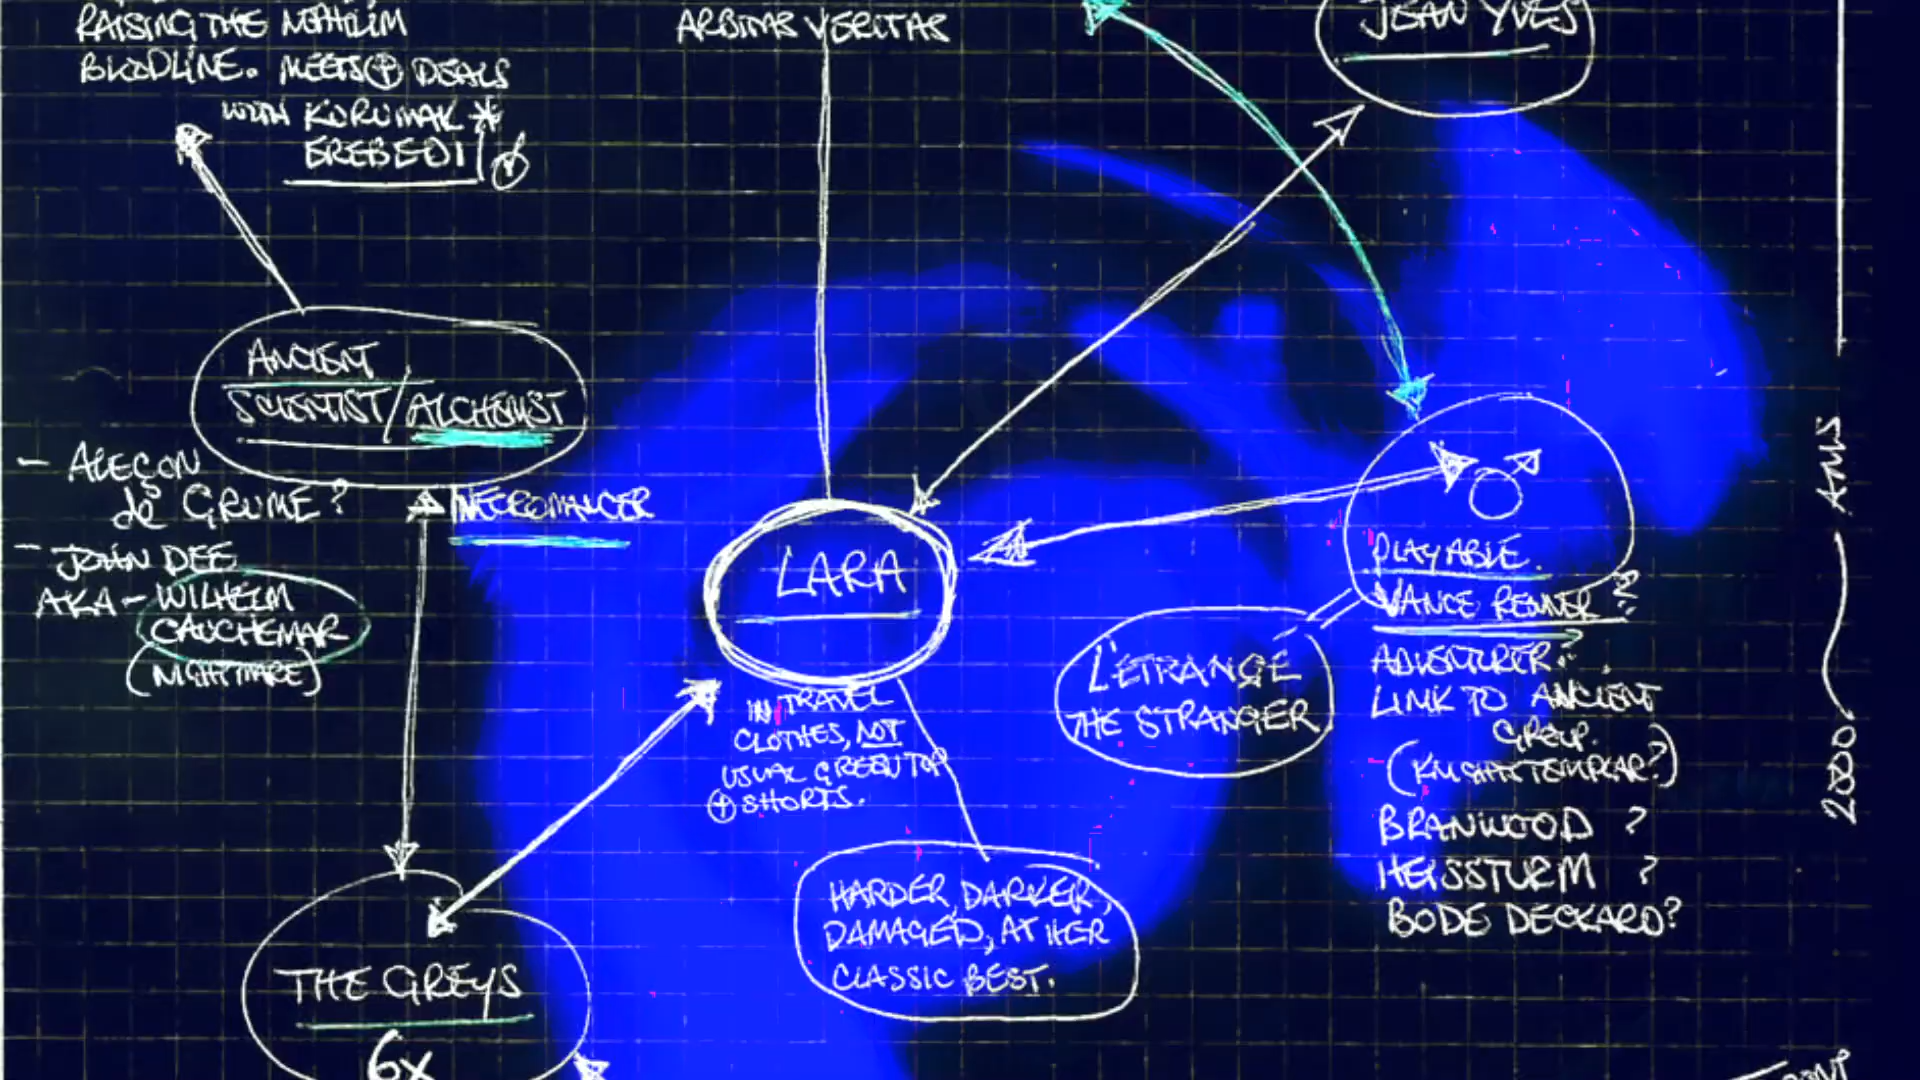 RAISING THE NEPHILIM
BLOODLINE. MEETS + DEALS
WITH KURUMAK *
EREBEDI
ARBITAS VERITAS
JEAN YVES
ANCIENT
SCIENTIST/ALCHEMIST
NECROMANCER
- ALEÇON
de GRUME?
- JOHN DEE
AKA - WILHELM
CAUCHEMAR
(NIGHTMARE)
LARA
IN TRAVEL
CLOTHES, NOT
USUAL GREEN TOP
+ SHORTS.
HARDER, DARKER,
DAMAGED, AT HER
CLASSIC BEST.
THE GREYS
6x
L'ETRANGE
THE STRANGER
PLAYABLE.
VANCE RENNER?
ADVENTURER?
LINK TO ANCIENT
GROUP.
(KNIGHTS TEMPLAR?)
BRANWOOD ?
HEISSTURM ?
BODE DECKARD?
2000